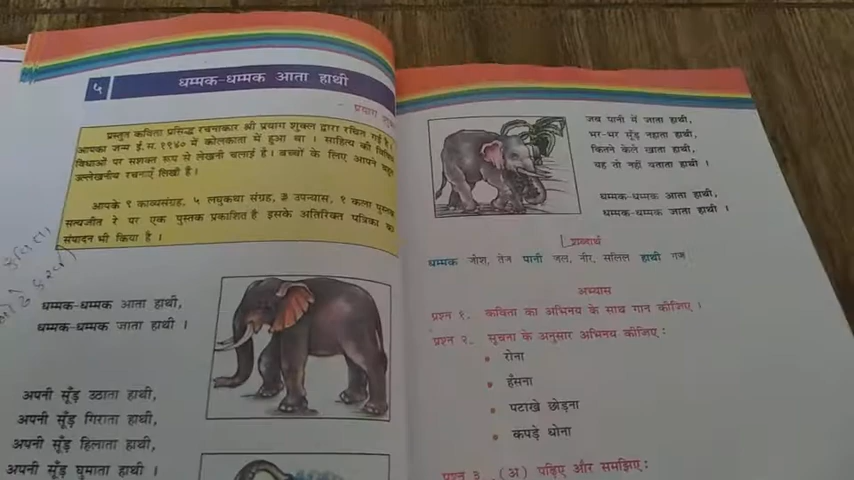 ५
धम्मक-धम्मक आता हाथी
प्रयाग
प्रस्तुत कविता प्रसिद्ध रचनाकार श्री प्रयाग शुक्ल द्वारा रचित गई है।
आपका जन्म ई.स. १९४० में कोलकाता में हुआ था । साहित्य की विविध
विधाओं पर सशक्त रूप से लेखनी चलाई है। बच्चों के लिए आपने बहुत
उल्लेखनीय रचनाएँ लिखी है।
आपके ९ काव्यसंग्रह, ५ लघुकथा संग्रह, ३ उपन्यास, १ कला पुस्तक
सत्यजीत रे पर एक पुस्तक प्रकाशित है इसके अतिरिक्त पत्रिका का
संपादन भी किया है ।
धम्मक-धम्मक आता हाथी,
धम्मक-धम्मक जाता हाथी ।
अपनी सूँड़ उठाता हाथी,
अपनी सूँड़ गिराता हाथी,
अपनी सूँड़ हिलाता हाथी,
अपनी सूँड़ घुमाता हाथी ।
जब पानी में जाता हाथी,
भर-भर सूँड़ नहाता हाथी,
कितने केले खाता हाथी,
यह तो नहीं बताता हाथी ।
धम्मक-धम्मक आता हाथी,
धम्मक-धम्मक जाता हाथी ।
शब्दार्थ
धम्मक जोश, तेज पानी जल, नीर, सलिल हाथी गज
अभ्यास
प्रश्न १. कविता का अभिनय के साथ गान कीजिए ।
प्रश्न २. सूचना के अनुसार अभिनय कीजिए:
• रोना
• हँसना
• पटाखे छोड़ना
• कपड़े धोना
प्रश्न ३. (अ) पढ़िए और समझिए: